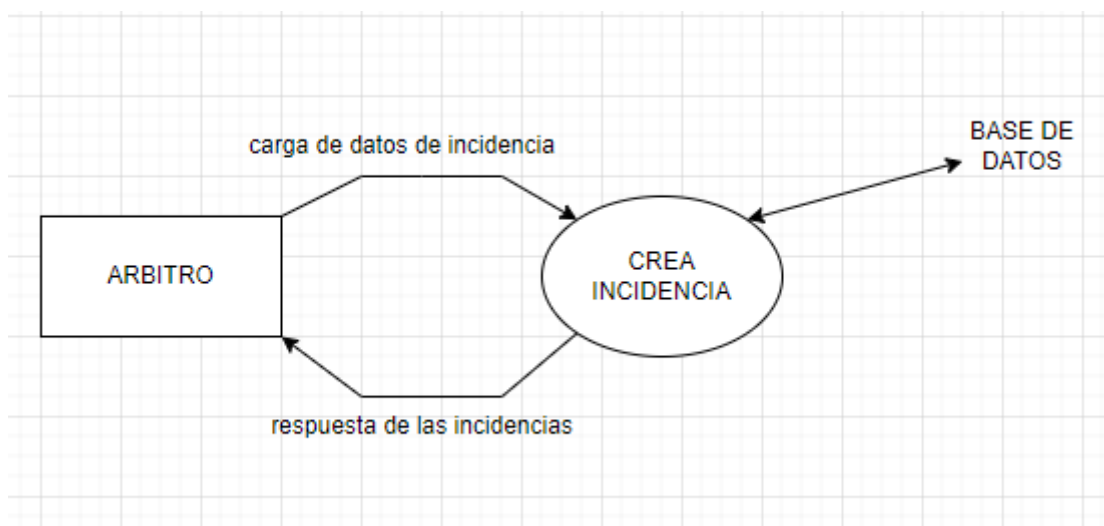 carga de datos de incidencia
BASE DE
DATOS
ARBITRO
CREA
INCIDENCIA
respuesta de las incidencias